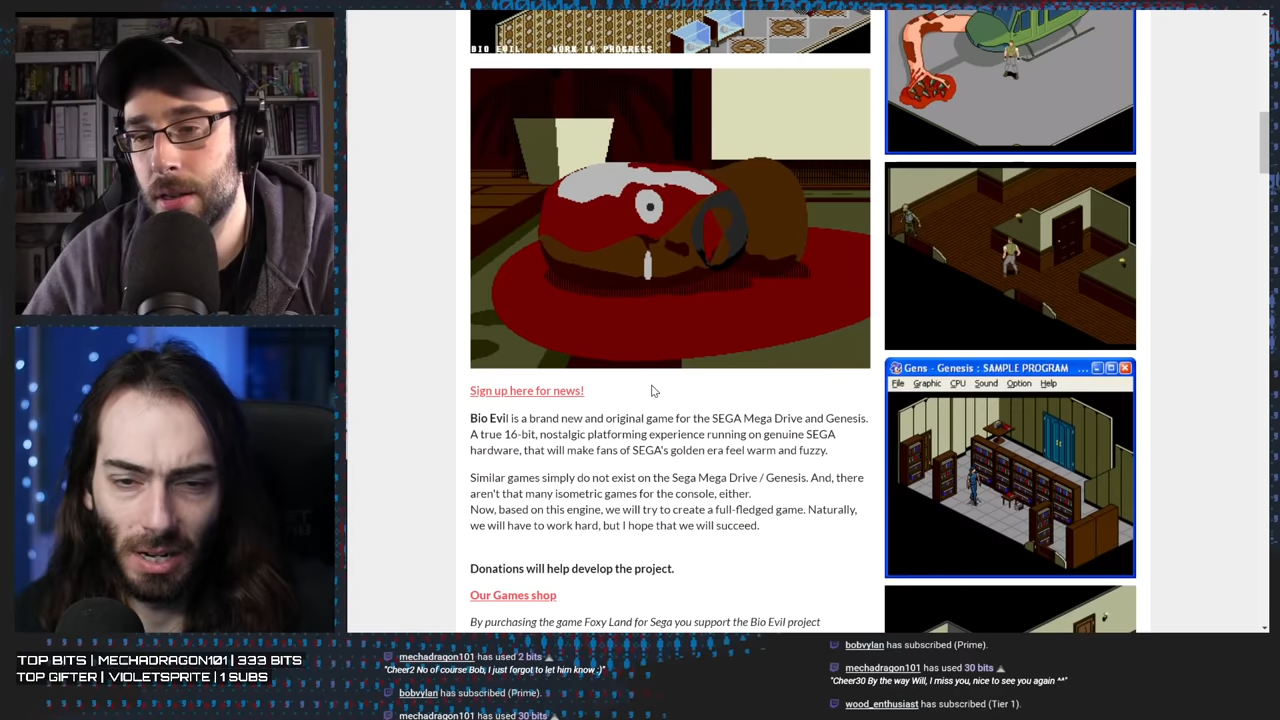 BIO EVIL WORK IN PROGRESS
Sign up here for news!
Bio Evil is a brand new and original game for the SEGA Mega Drive and Genesis.
A true 16-bit, nostalgic platforming experience running on genuine SEGA
hardware, that will make fans of SEGA's golden era feel warm and fuzzy.
Similar games simply do not exist on the Sega Mega Drive / Genesis. And, there
aren't that many isometric games for the console, either.
Now, based on this engine, we will try to create a full-fledged game. Naturally,
we will have to work hard, but I hope that we will succeed.
Donations will help develop the project.
Our Games shop
By purchasing the game Foxy Land for Sega you support the Bio Evil project
Gens - Genesis : SAMPLE PROGRAM ...
File Graphic CPU Sound Option Help
TOP BITS | MECHADRAGON101 | 333 BITS
TOP GIFTER | VIOLETSPRITE | 1 SUBS
mechadragon101 has used 2 bits
"Cheer2 No of course Bob, I just forgot to let him know :)"
bobvylan has subscribed (Prime).
mechadragon101 has used 30 bits
bobvylan has subscribed (Prime).
mechadragon101 has used 30 bits
"Cheer30 By the way Will, I miss you, nice to see you again ^^"
wood_enthusiast has subscribed (Tier 1).